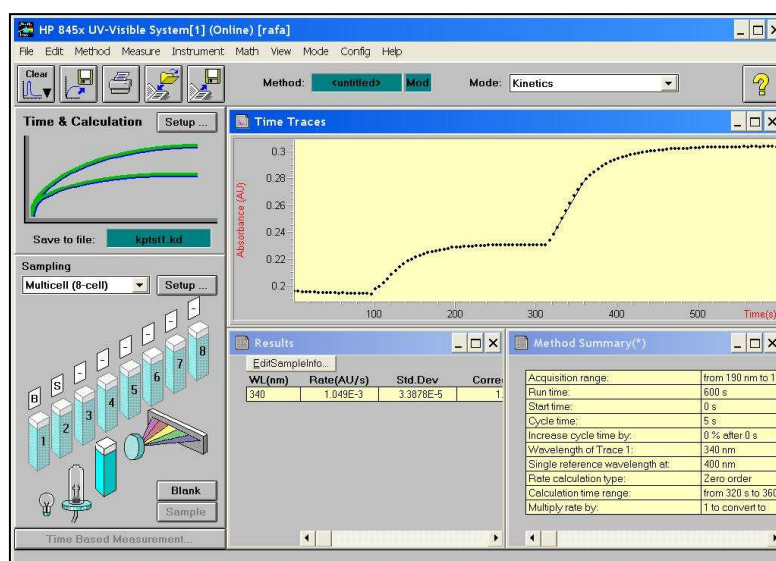 HP 845x UV-Visible System[1] (Online) [rafa]
File Edit Method Measure Instrument Math View Mode Config Help
Clear
Method: <untitled> Mod Mode: Kinetics
Time & Calculation Setup ...
Save to file: kptst1.kd
Sampling
Multicell (8-cell) Setup ...
B S - - - - - -
1 2 3 4 5 6 7 8
Blank
Sample
Time Based Measurement...
Time Traces
Absorbance (AU)
0.3
0.28
0.26
0.24
0.22
0.2
100 200 300 400 500 Time(s)
Results
EditSampleInfo...
WL(nm) Rate(AU/s) Std.Dev Corre
340 1.049E-3 3.3878E-5 1.
Method Summary(*)
Acquisition range: from 190 nm to 1
Run time: 600 s
Start time: 0 s
Cycle time: 5 s
Increase cycle time by: 0 % after 0 s
Wavelength of Trace 1: 340 nm
Single reference wavelength at: 400 nm
Rate calculation type: Zero order
Calculation time range: from 320 s to 360
Multiply rate by: 1 to convert to